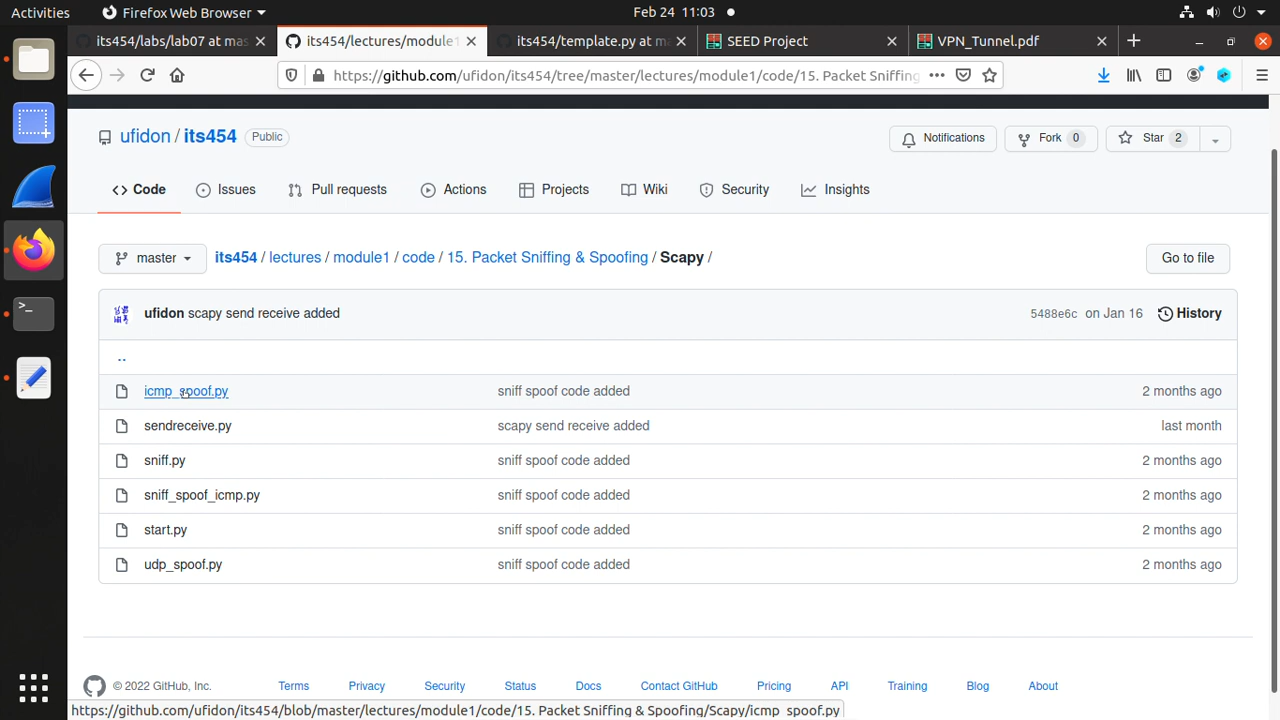 Activities Firefox Web Browser Feb 24 11:03
its454/labs/lab07 at mas its454/lectures/module1 its454/template.py at ma SEED Project VPN_Tunnel.pdf
https://github.com/ufidon/its454/tree/master/lectures/module1/code/15. Packet Sniffing
ufidon / its454 Public Notifications Fork 0 Star 2
<> Code Issues Pull requests Actions Projects Wiki Security Insights
master its454 / lectures / module1 / code / 15. Packet Sniffing & Spoofing / Scapy / Go to file
ufidon scapy send receive added 5488e6c on Jan 16 History
..
icmp_spoof.py sniff spoof code added 2 months ago
sendreceive.py scapy send receive added last month
sniff.py sniff spoof code added 2 months ago
sniff_spoof_icmp.py sniff spoof code added 2 months ago
start.py sniff spoof code added 2 months ago
udp_spoof.py sniff spoof code added 2 months ago
© 2022 GitHub, Inc. Terms Privacy Security Status Docs Contact GitHub Pricing API Training Blog About
https://github.com/ufidon/its454/blob/master/lectures/module1/code/15. Packet Sniffing & Spoofing/Scapy/icmp_spoof.py